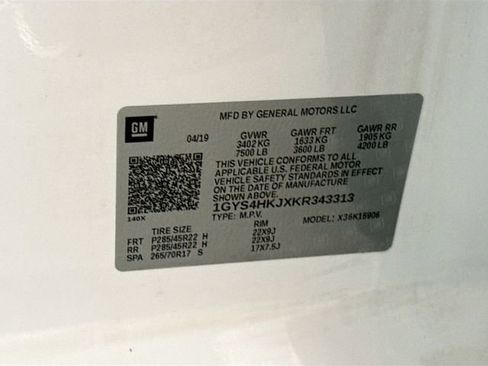 MFD BY GENERAL MOTORS LLC
GM
04/19 GVWR GAWR FRT GAWR RR
3402 KG 1633 KG 1905 KG
7500 LB 3600 LB 4200 LB
THIS VEHICLE CONFORMS TO ALL
APPLICABLE U.S. FEDERAL MOTOR
VEHICLE SAFETY STANDARDS IN EFFECT
ON THE DATE OF MANUFACTURE
SHOWN ABOVE.
1GYS4HKJXKR343313
140X TYPE: M.P.V. MODEL: X36K15906
TIRE SIZE RIM
FRT P285/45R22 H 22X9J
RR P285/45R22 H 22X9J
SPA 265/70R17 S 17X7.5J